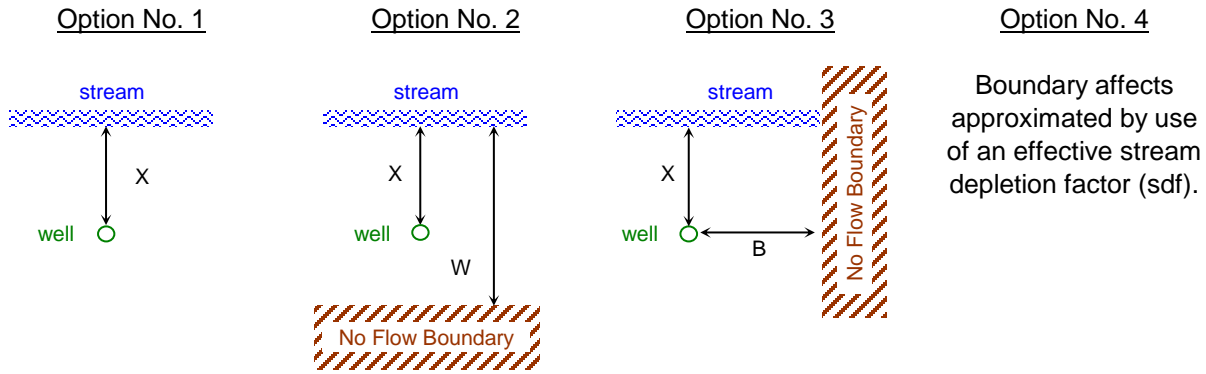 Option No. 1
stream
X
well
Option No. 2
stream
X
well
W
No Flow Boundary
Option No. 3
stream
X
well
B
No Flow Boundary
Option No. 4
Boundary affects
approximated by use
of an effective stream
depletion factor (sdf).